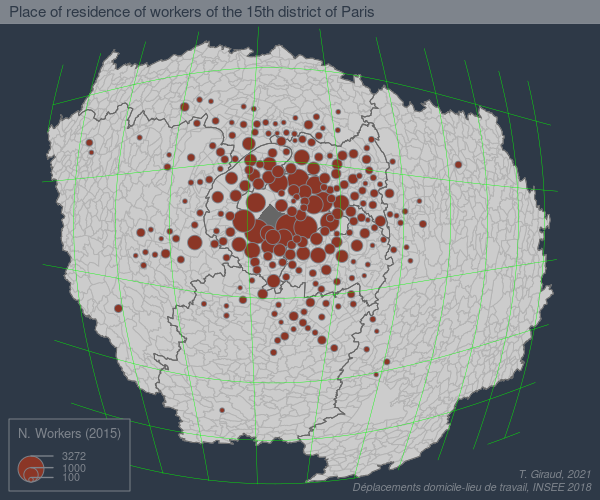 Place of residence of workers of the 15th district of Paris
N. Workers (2015)
3272
1000
100
T. Giraud, 2021
Déplacements domicile-lieu de travail, INSEE 2018